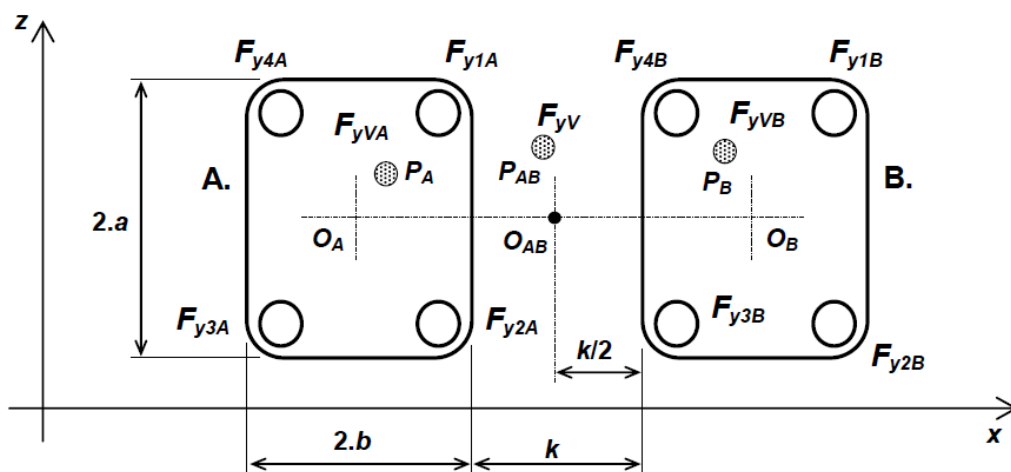 z
F_y4A
F_y1A
F_y4B
F_y1B
F_yVA
F_yV
F_yVB
A.
P_A
P_AB
P_B
B.
2.a
O_A
O_AB
O_B
F_y3A
F_y2A
F_y3B
k/2
F_y2B
2.b
k
x